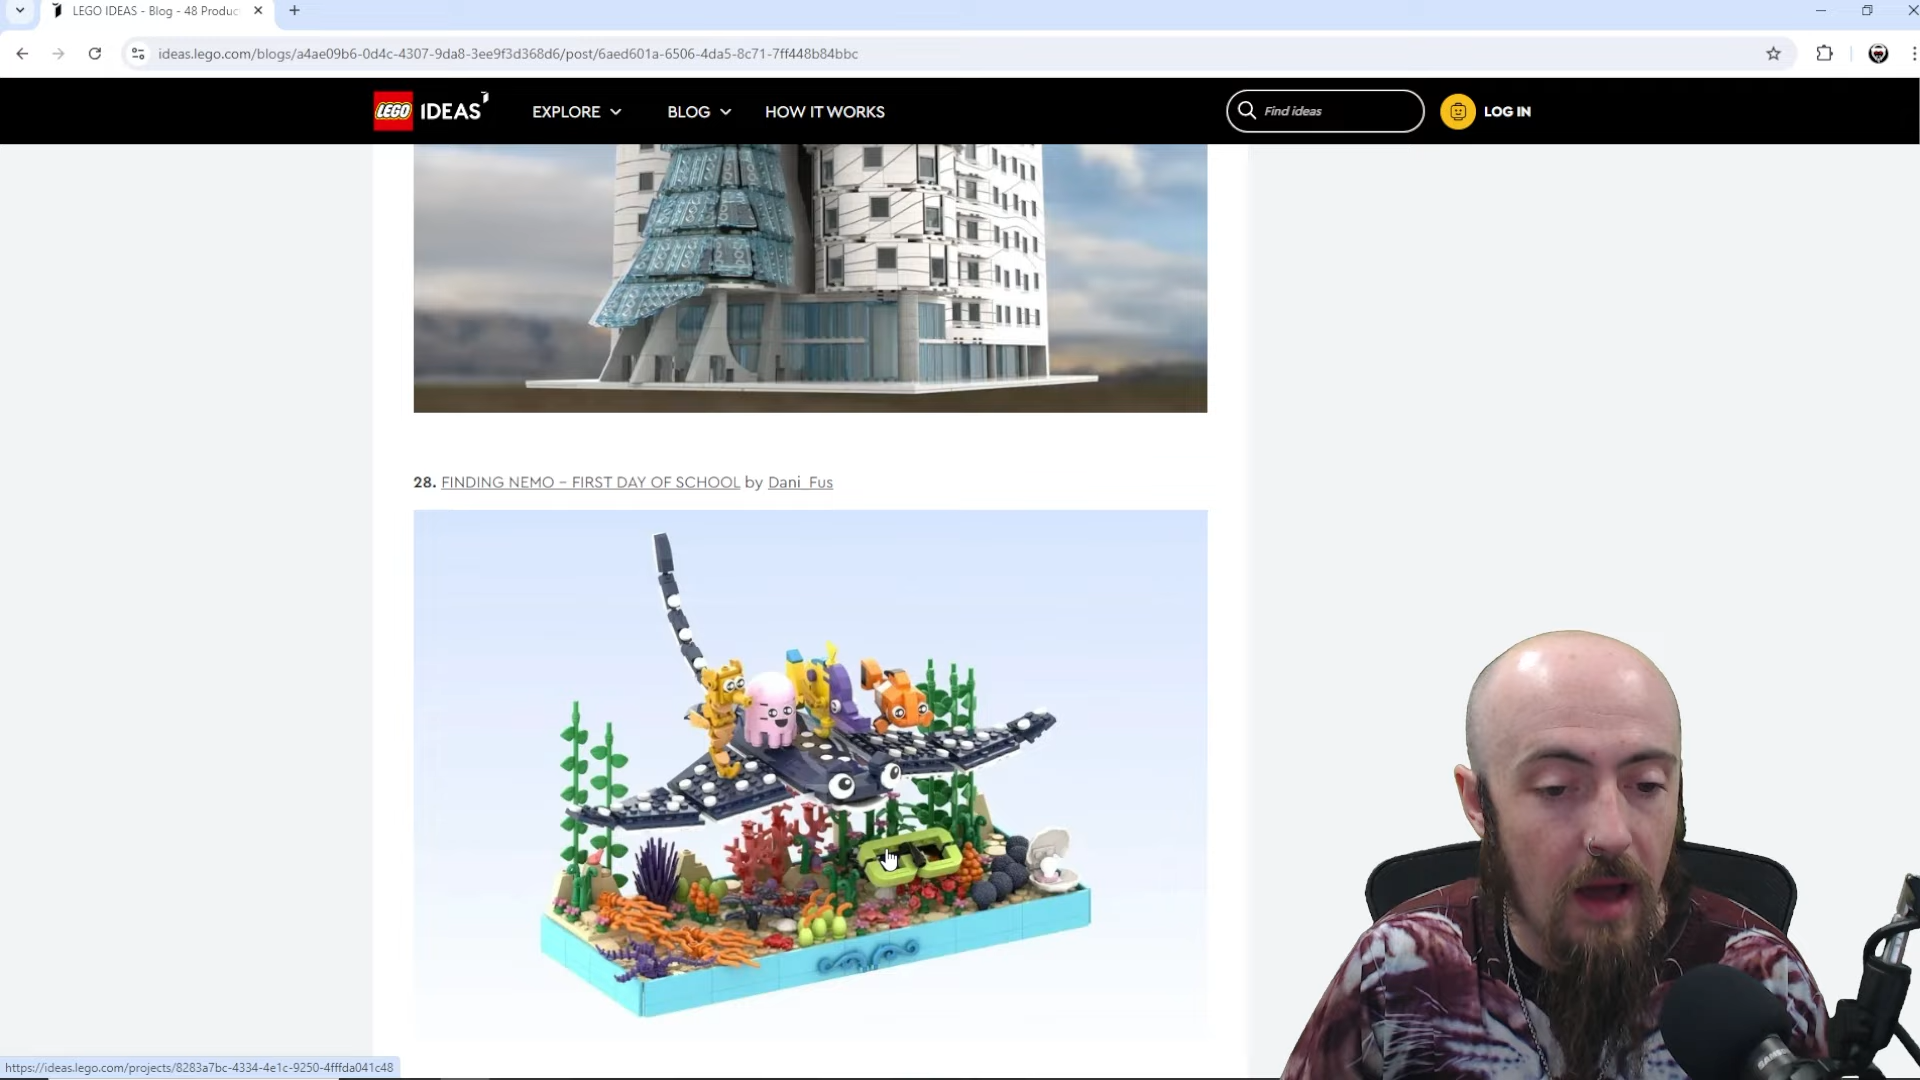 LEGO IDEAS - Blog - 48 Produc
ideas.lego.com/blogs/a4ae09b6-0d4c-4307-9da8-3ee9f3d368d6/post/6aed601a-6506-4da5-8c71-7ff448b84bbc
LEGO IDEAS EXPLORE BLOG HOW IT WORKS Find ideas LOG IN
28. FINDING NEMO – FIRST DAY OF SCHOOL by Dani_Fus
https://ideas.lego.com/projects/8283a7bc-4334-4e1c-9250-4fffda041c48